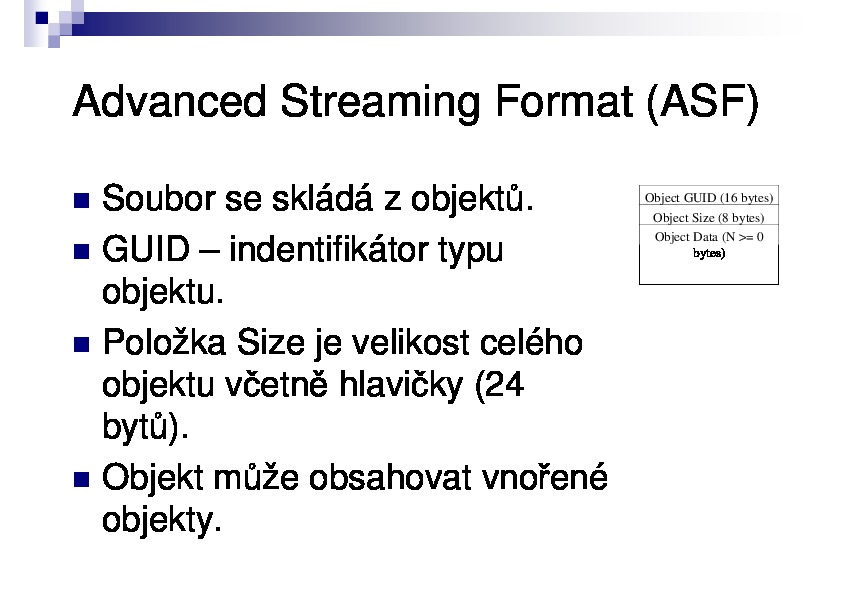 Advanced Streaming Format (ASF)
Soubor se skládá z objektů.
GUID – indentifikátor typu
objektu.
Položka Size je velikost celého
objektu včetně hlavičky (24
bytů).
Objekt může obsahovat vnořené
objekty.
Object GUID (16 bytes)
Object Size (8 bytes)
Object Data (N >= 0
bytes)